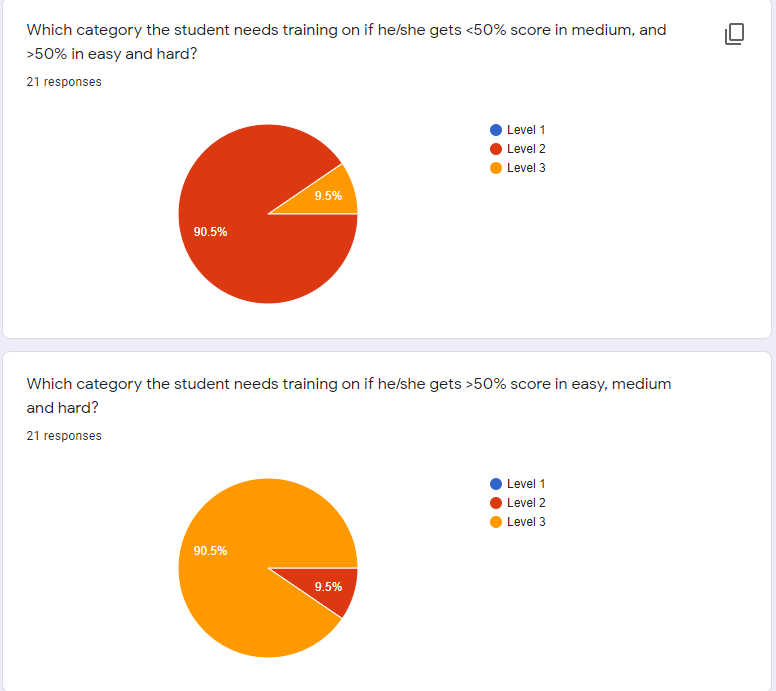 Which category the student needs training on if he/she gets <50% score in medium, and
>50% in easy and hard?
21 responses
Level 1
Level 2
Level 3
9.5%
90.5%
Which category the student needs training on if he/she gets >50% score in easy, medium
and hard?
21 responses
Level 1
Level 2
Level 3
90.5%
9.5%